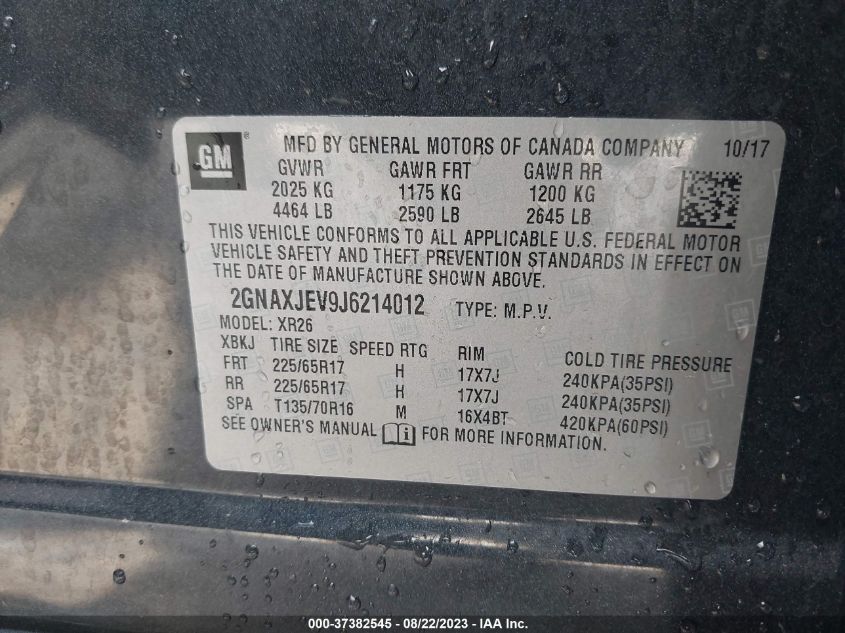 GM ® MFD BY GENERAL MOTORS OF CANADA COMPANY 10/17
GVWR GAWR FRT GAWR RR
2025 KG 1175 KG 1200 KG
4464 LB 2590 LB 2645 LB
THIS VEHICLE CONFORMS TO ALL APPLICABLE U.S. FEDERAL MOTOR
VEHICLE SAFETY AND THEFT PREVENTION STANDARDS IN EFFECT ON
THE DATE OF MANUFACTURE SHOWN ABOVE.
2GNAXJEV9J6214012 TYPE: M.P.V.
MODEL: XR26
XBKJ TIRE SIZE SPEED RTG RIM COLD TIRE PRESSURE
FRT 225/65R17 H 17X7J 240KPA(35PSI)
RR 225/65R17 H 17X7J 240KPA(35PSI)
SPA T135/70R16 M 16X4BT 420KPA(60PSI)
SEE OWNER'S MANUAL i FOR MORE INFORMATION.
000-37382545 - 08/22/2023 - IAA Inc.